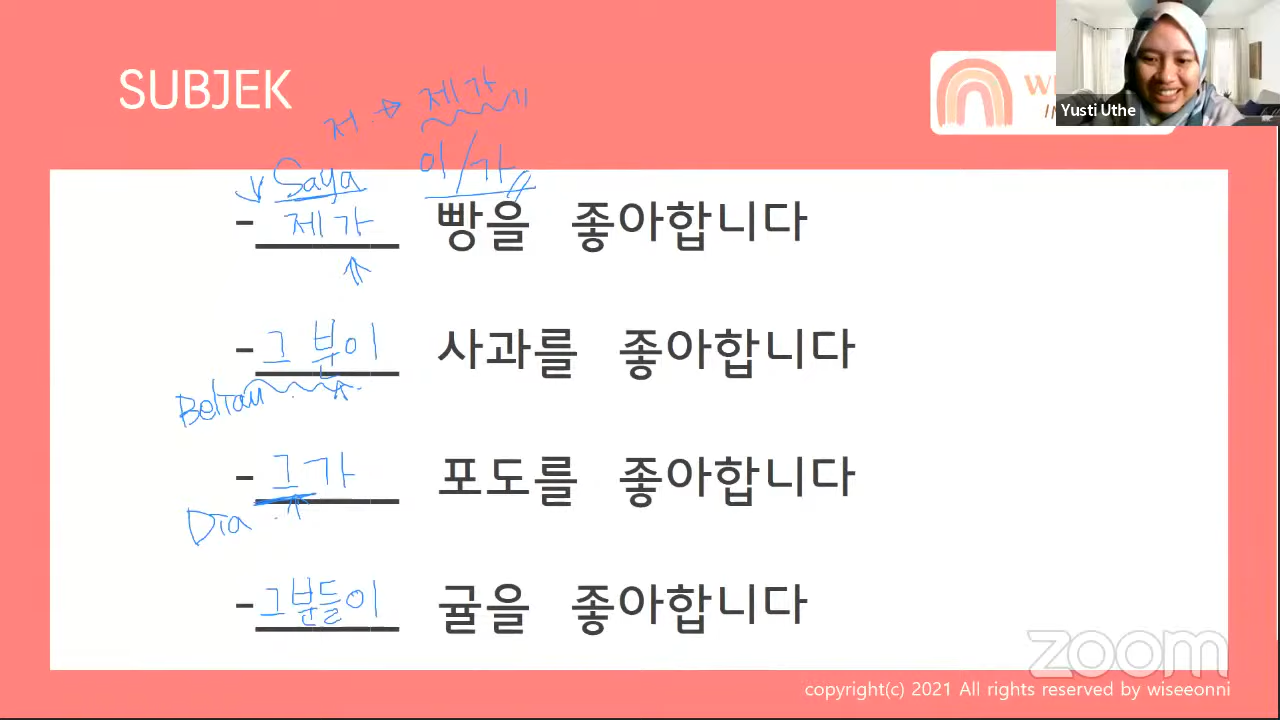 SUBJEK
저 → 제가
이/가
Saya
- 제가 빵을 좋아합니다
- 그 분이 사과를 좋아합니다
Beliau
- 그가 포도를 좋아합니다
Dia
- 그분들이 귤을 좋아합니다
Yusti Uthe
zoom
copyright(c) 2021 All rights reserved by wiseeonni